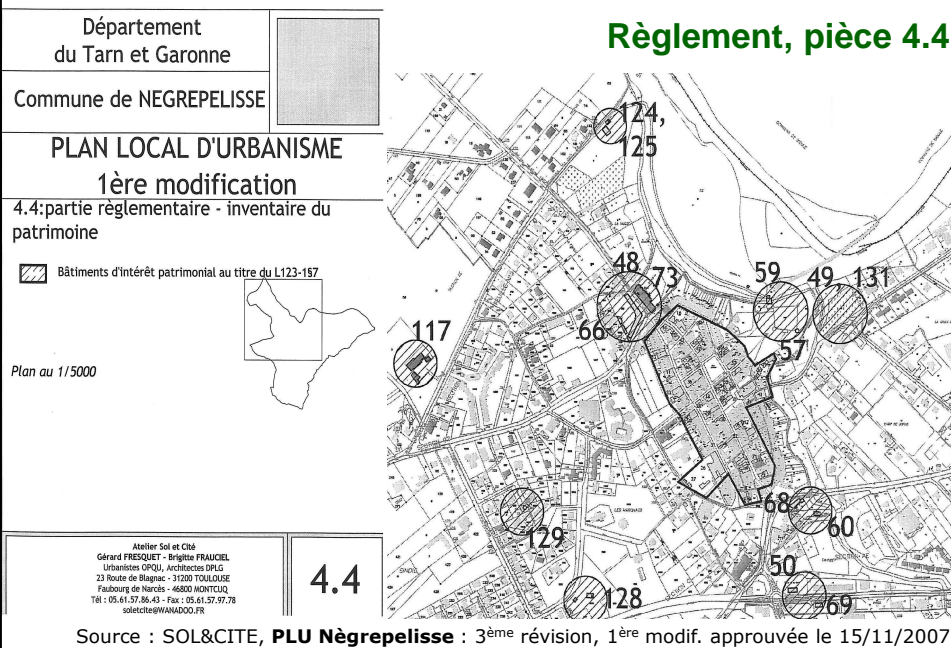 Département
du Tarn et Garonne
Commune de NEGREPELISSE
PLAN LOCAL D'URBANISME
1ère modification
4.4:partie règlementaire - inventaire du
patrimoine
Bâtiments d'intérêt patrimonial au titre du L123-1§7
Plan au 1/5000
Atelier Sol et Cité
Gérard FRESQUET - Brigitte FRAUCIEL
Urbanistes OPQU, Architectes DPLG
23 Route de Blagnac - 31200 TOULOUSE
Faubourg de Narcès - 46800 MONTCUQ
Tél : 05.61.57.86.43 - Fax : 05.61.57.97.78
soletcite@WANADOO.FR
4.4
Règlement, pièce 4.4
124,
125
48
73
59
49, 131
66
57
117
68
60
129
LES MARGNAUX
50
128
69
Source : SOL&CITE, PLU Nègrepelisse : 3ème révision, 1ère modif. approuvée le 15/11/2007